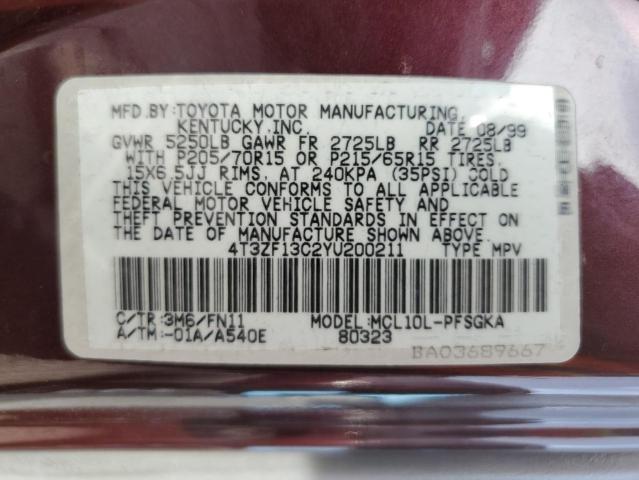 MFD.BY:TOYOTA MOTOR MANUFACTURING,
KENTUCKY,INC. DATE 08/99
GVWR 5250LB GAWR FR 2725LB RR 2725LB
WITH P205/70R15 OR P215/65R15 TIRES,
15X6.5JJ RIMS, AT 240KPA (35PSI) COLD
THIS VEHICLE CONFORMS TO ALL APPLICABLE
FEDERAL MOTOR VEHICLE SAFETY AND
THEFT PREVENTION STANDARDS IN EFFECT ON
THE DATE OF MANUFACTURE SHOWN ABOVE.
4T3ZF13C2YU200211 TYPE MPV
C/TR:3M6/FN11 MODEL:MCL10L-PFSGKA
A/TM:-01A/A540E 80323
BA03689667